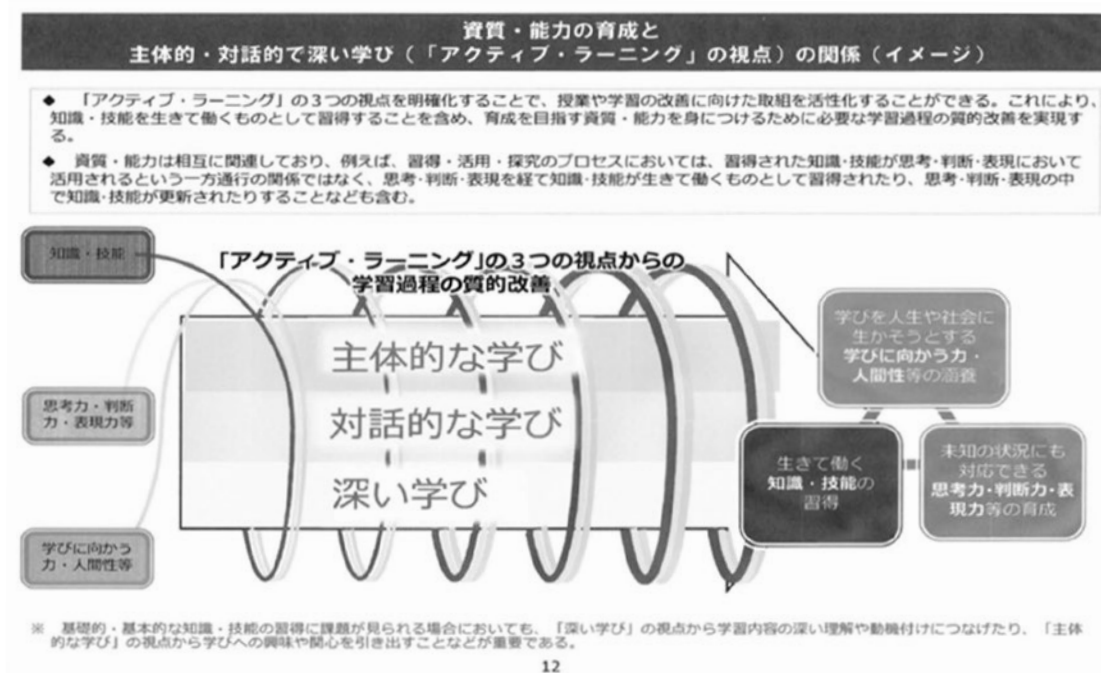 資質・能力の育成と
主体的・対話的で深い学び（「アクティブ・ラーニング」の視点）の関係（イメージ）
◆ 「アクティブ・ラーニング」の３つの視点を明確化することで、授業や学習の改善に向けた取組を活性化することができる。これにより、
知識・技能を生きて働くものとして習得することを含め、育成を目指す資質・能力を身につけるために必要な学習過程の質的改善を実現す
る。
◆ 資質・能力は相互に関連しており、例えば、習得・活用・探究のプロセスにおいては、習得された知識・技能が思考・判断・表現において
活用されるという一方通行の関係ではなく、思考・判断・表現を経て知識・技能が生きて働くものとして習得されたり、思考・判断・表現の中
で知識・技能が更新されたりすることなども含む。
知識・技能
「アクティブ・ラーニング」の３つの視点からの
学習過程の質的改善
主体的な学び
対話的な学び
深い学び
思考力・判断
力・表現力等
学びに向かう
力・人間性等
学びを人生や社会に
生かそうとする
学びに向かう力・
人間性等の涵養
生きて働く
知識・技能の
習得
未知の状況にも
対応できる
思考力・判断力・表
現力等の育成
※ 基礎的・基本的な知識・技能の習得に課題が見られる場合においても、「深い学び」の視点から学習内容の深い理解や動機付けにつなげたり、「主体
的な学び」の視点から学びへの興味や関心を引き出すことなどが重要である。
12